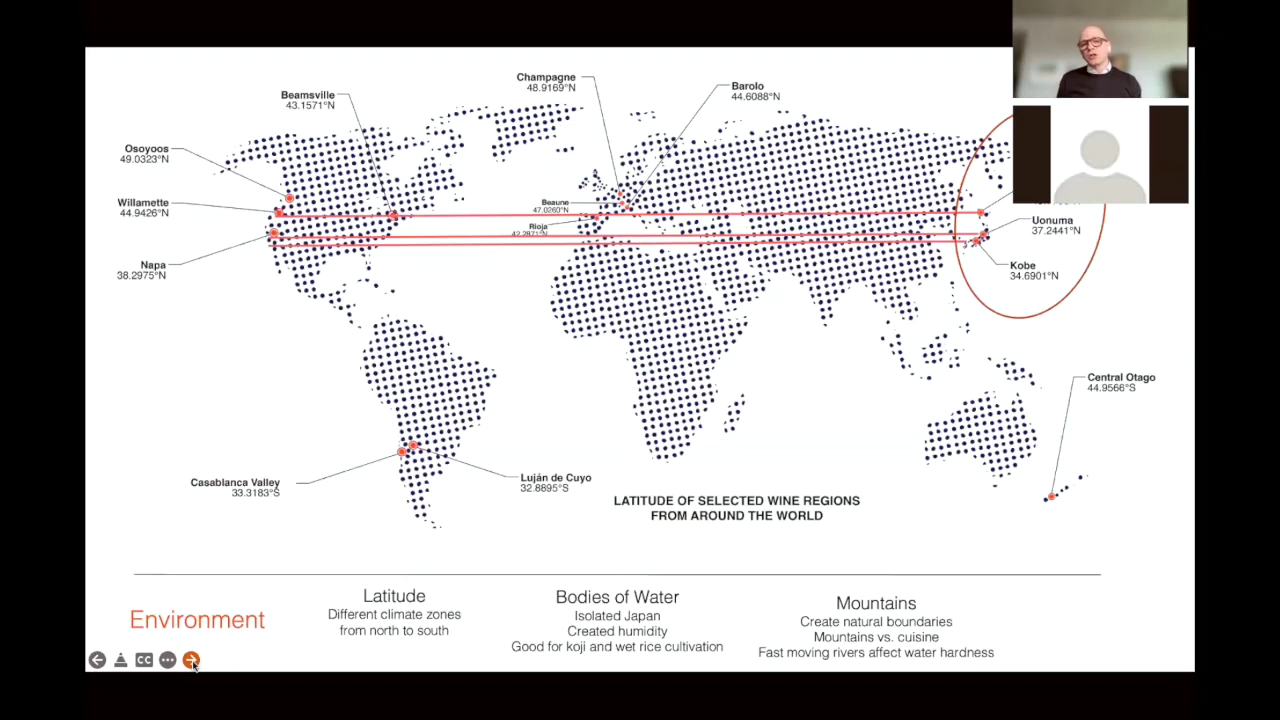 Champagne
48.9169°N
Barolo
44.6088°N
Beamsville
43.1571°N
Osoyoos
49.0323°N
Willamette
44.9426°N
Beaune
47.0260°N
Rioja
42.2871°N
Uonuma
37.2441°N
Napa
38.2975°N
Kobe
34.6901°N
Central Otago
44.9566°S
Casablanca Valley
33.3183°S
Luján de Cuyo
32.8895°S
LATITUDE OF SELECTED WINE REGIONS
FROM AROUND THE WORLD
Environment
Latitude
Different climate zones
from north to south
Bodies of Water
Isolated Japan
Created humidity
Good for koji and wet rice cultivation
Mountains
Create natural boundaries
Mountains vs. cuisine
Fast moving rivers affect water hardness
CC